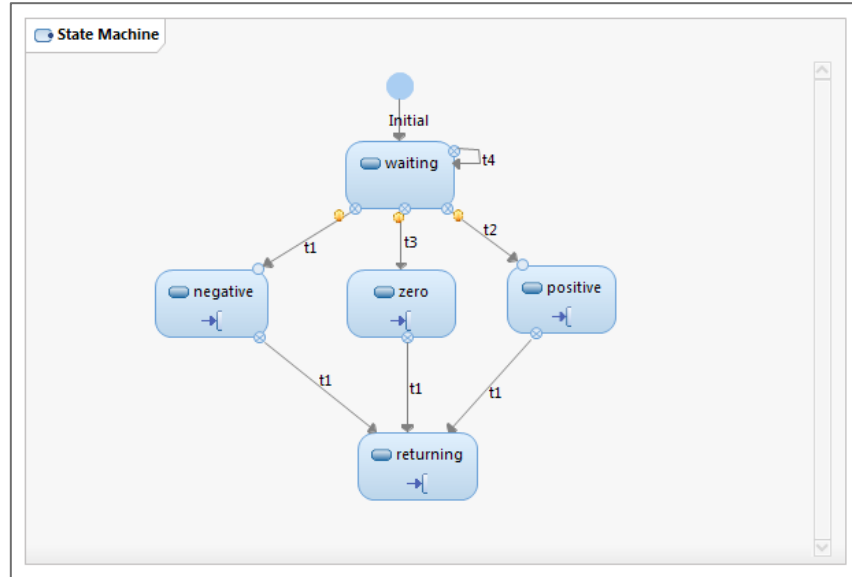 State Machine
Initial
waiting
t4
t1
t3
t2
negative
zero
positive
t1
t1
t1
returning